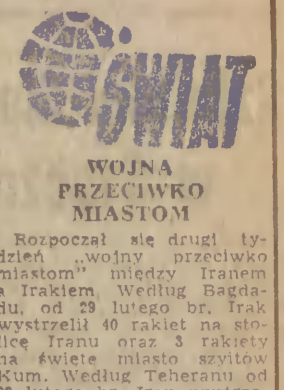 ŚWIAT
WOJNA
PRZECIWKO
MIASTOM
Rozpoczął się drugi ty-
dzień „wojny przeciwko
miastom" między Iranem
a Irakiem. Według Bagda-
du, od 29 lutego br. Irak
wystrzelił 40 rakiet na sto-
licę Iranu oraz 3 rakiety
na święte miasto szyitów
Kum. Według Teheranu od